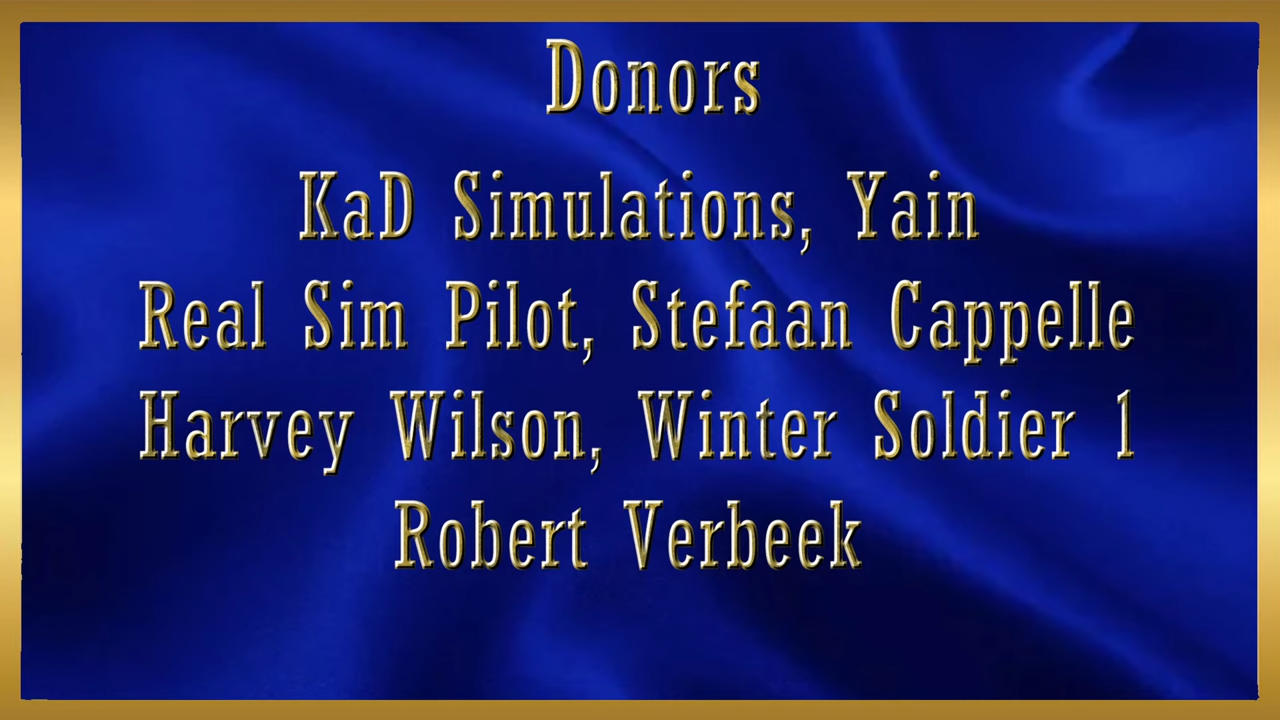 Donors
KaD Simulations, Yain
Real Sim Pilot, Stefaan Cappelle
Harvey Wilson, Winter Soldier 1
Robert Verbeek